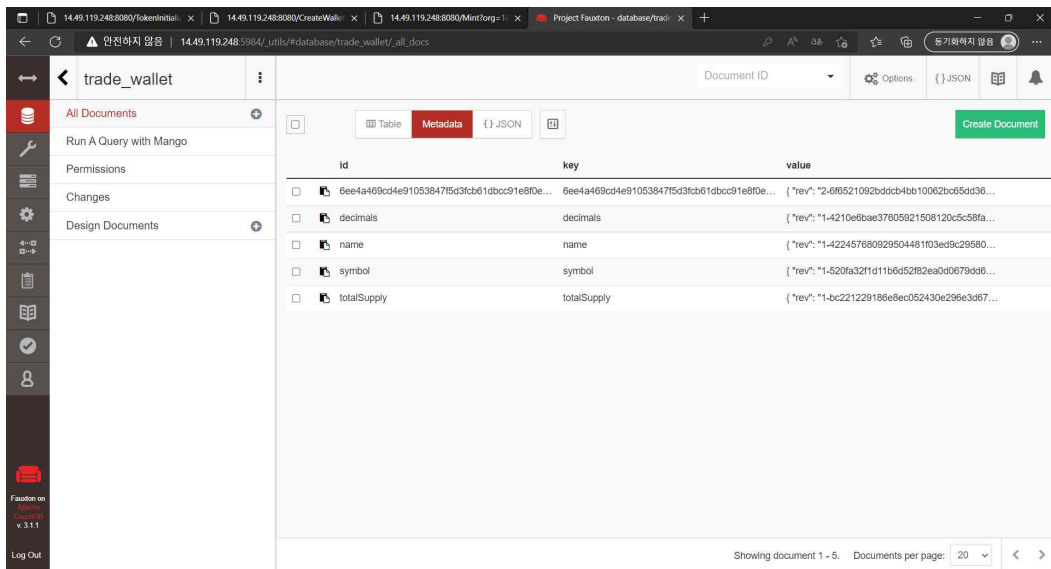 14.49.119.248:8080/TokenInitiali
14.49.119.248:8080/CreateWallet
14.49.119.248:8080/Mint?org=1
Project Fauxton - database/trade
안전하지 않음 | 14.49.119.248:5984/_utils/#database/trade_wallet/_all_docs
동기화하지 않음
trade_wallet
Document ID
Options
{ } JSON
All Documents
Run A Query with Mango
Permissions
Changes
Design Documents
Table
Metadata
{ } JSON
Create Document
id key value
6ee4a469cd4e91053847f5d3fcb61dbcc91e8f0e... 6ee4a469cd4e91053847f5d3fcb61dbcc91e8f0e... { "rev": "2-6f6521092bddcb4bb10062bc65dd36...
decimals decimals { "rev": "1-4210e6bae37605921508120c5c58fa...
name name { "rev": "1-422457680929504481f03ed9c29580...
symbol symbol { "rev": "1-520fa32f1d11b6d52f82ea0d0679dd6...
totalSupply totalSupply { "rev": "1-bc221229186e8ec052430e296e3d67...
Fauxton on
Apache
CouchDB
v. 3.1.1
Log Out
Showing document 1 - 5. Documents per page: 20